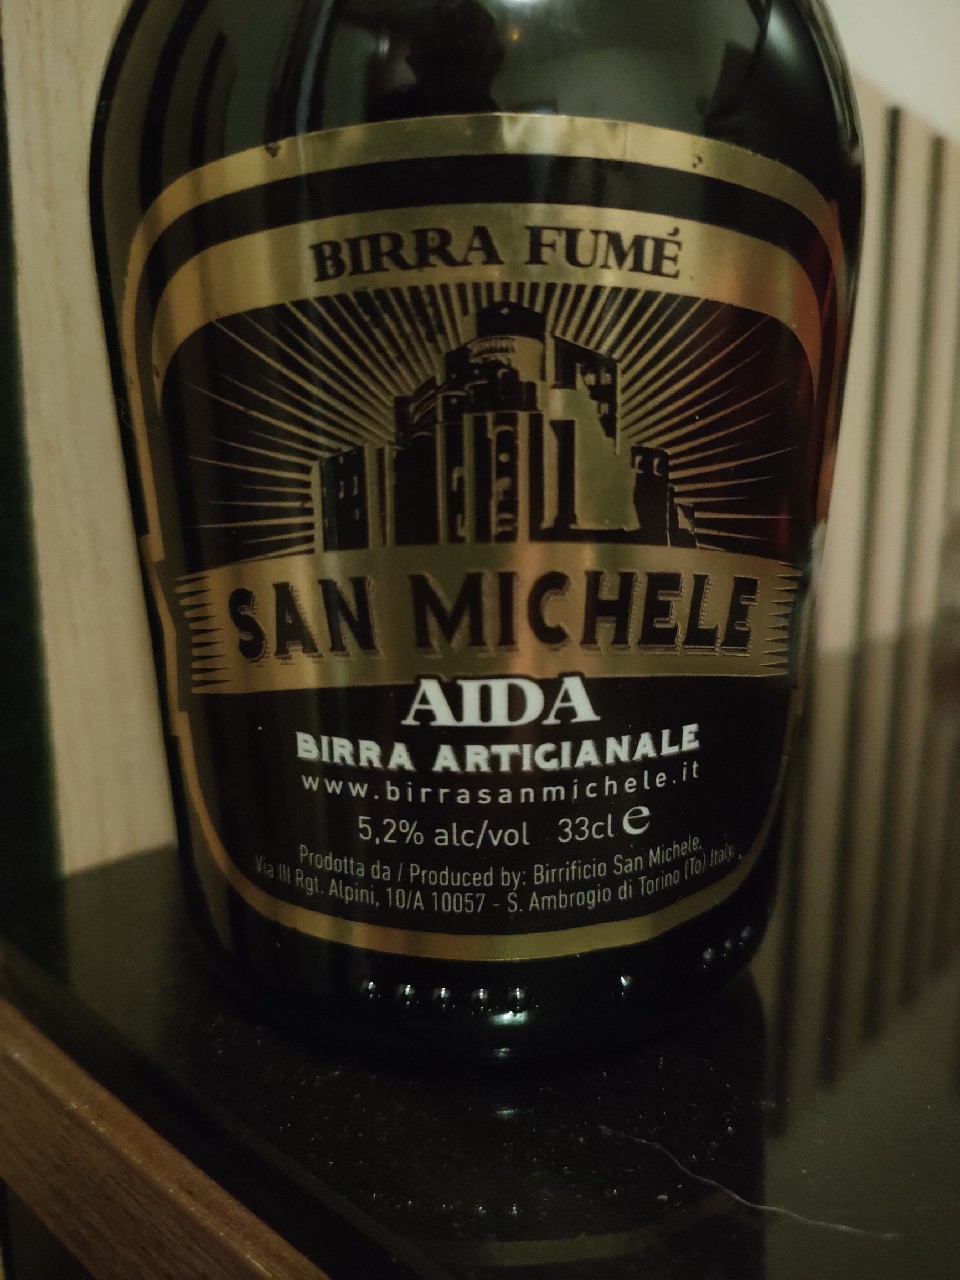 BIRRA FUMÉ
SAN MICHELE
AIDA
BIRRA ARTIGIANALE
www.birrasanmichele.it
5,2% alc/vol 33cl e
Prodotta da / Produced by: Birrificio San Michele,
Via III Rgt. Alpini, 10/A 10057 - S. Ambrogio di Torino (To) Italy.